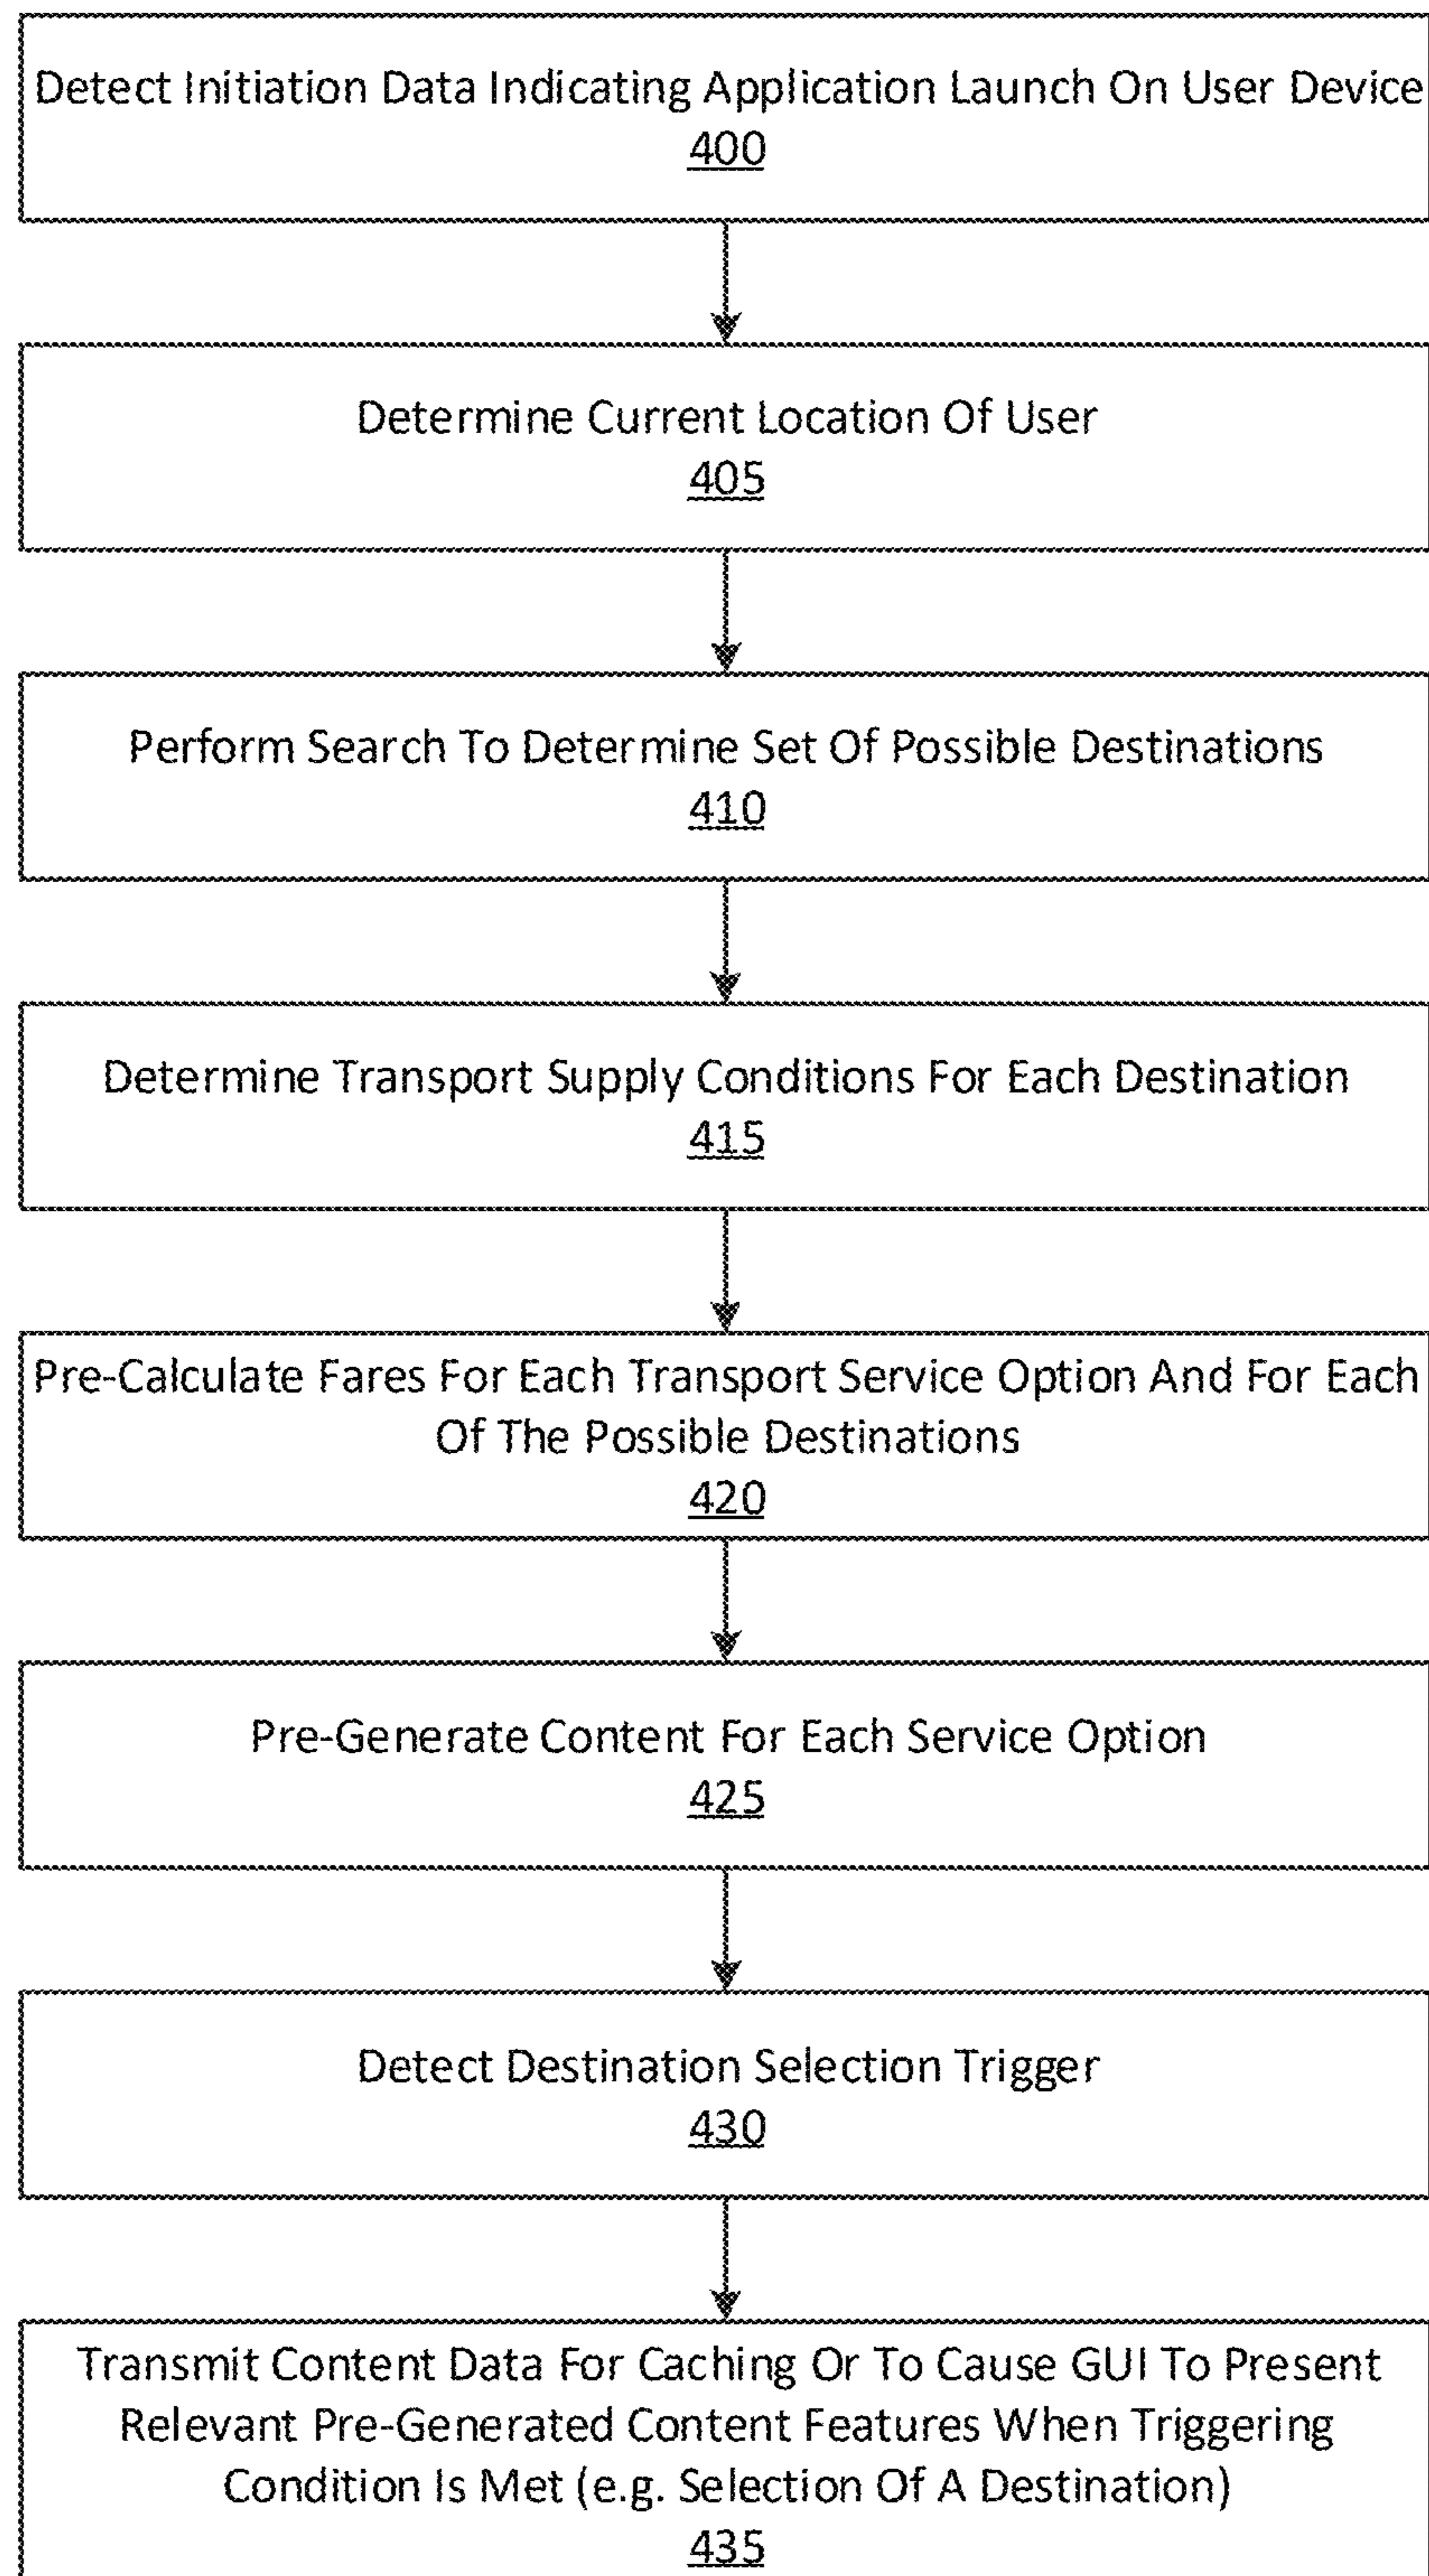 Detect Initiation Data Indicating Application Launch On User Device
400
Determine Current Location Of User
405
Perform Search To Determine Set Of Possible Destinations
410
Determine Transport Supply Conditions For Each Destination
415
Pre-Calculate Fares For Each Transport Service Option And For Each
Of The Possible Destinations
420
Pre-Generate Content For Each Service Option
425
Detect Destination Selection Trigger
430
Transmit Content Data For Caching Or To Cause GUI To Present
Relevant Pre-Generated Content Features When Triggering
Condition Is Met (e.g. Selection Of A Destination)
435